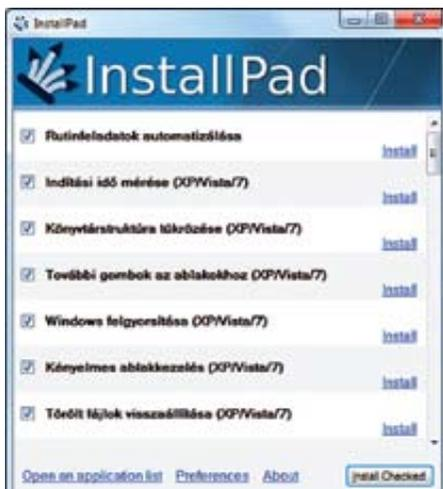 InstallPad
InstallPad
Rutinfeladatok automatizálása
Install
Indítási idő mérése (XP/Vista/7)
Install
Könyvtárstruktúra tükrözése (XP/Vista/7)
Install
További gombok az ablakokhoz (XP/Vista/7)
Install
Windows felgyorsítása (XP/Vista/7)
Install
Kényelmes ablakkezelés (XP/Vista/7)
Install
Törölt fájlok visszaállítása (XP/Vista/7)
Install
Open an application list Preferences About Install Checked